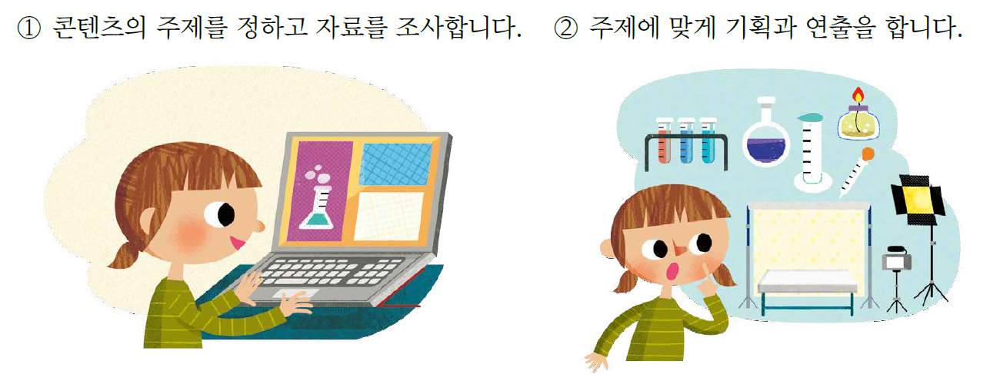 ① 콘텐츠의 주제를 정하고 자료를 조사합니다.
② 주제에 맞게 기획과 연출을 합니다.